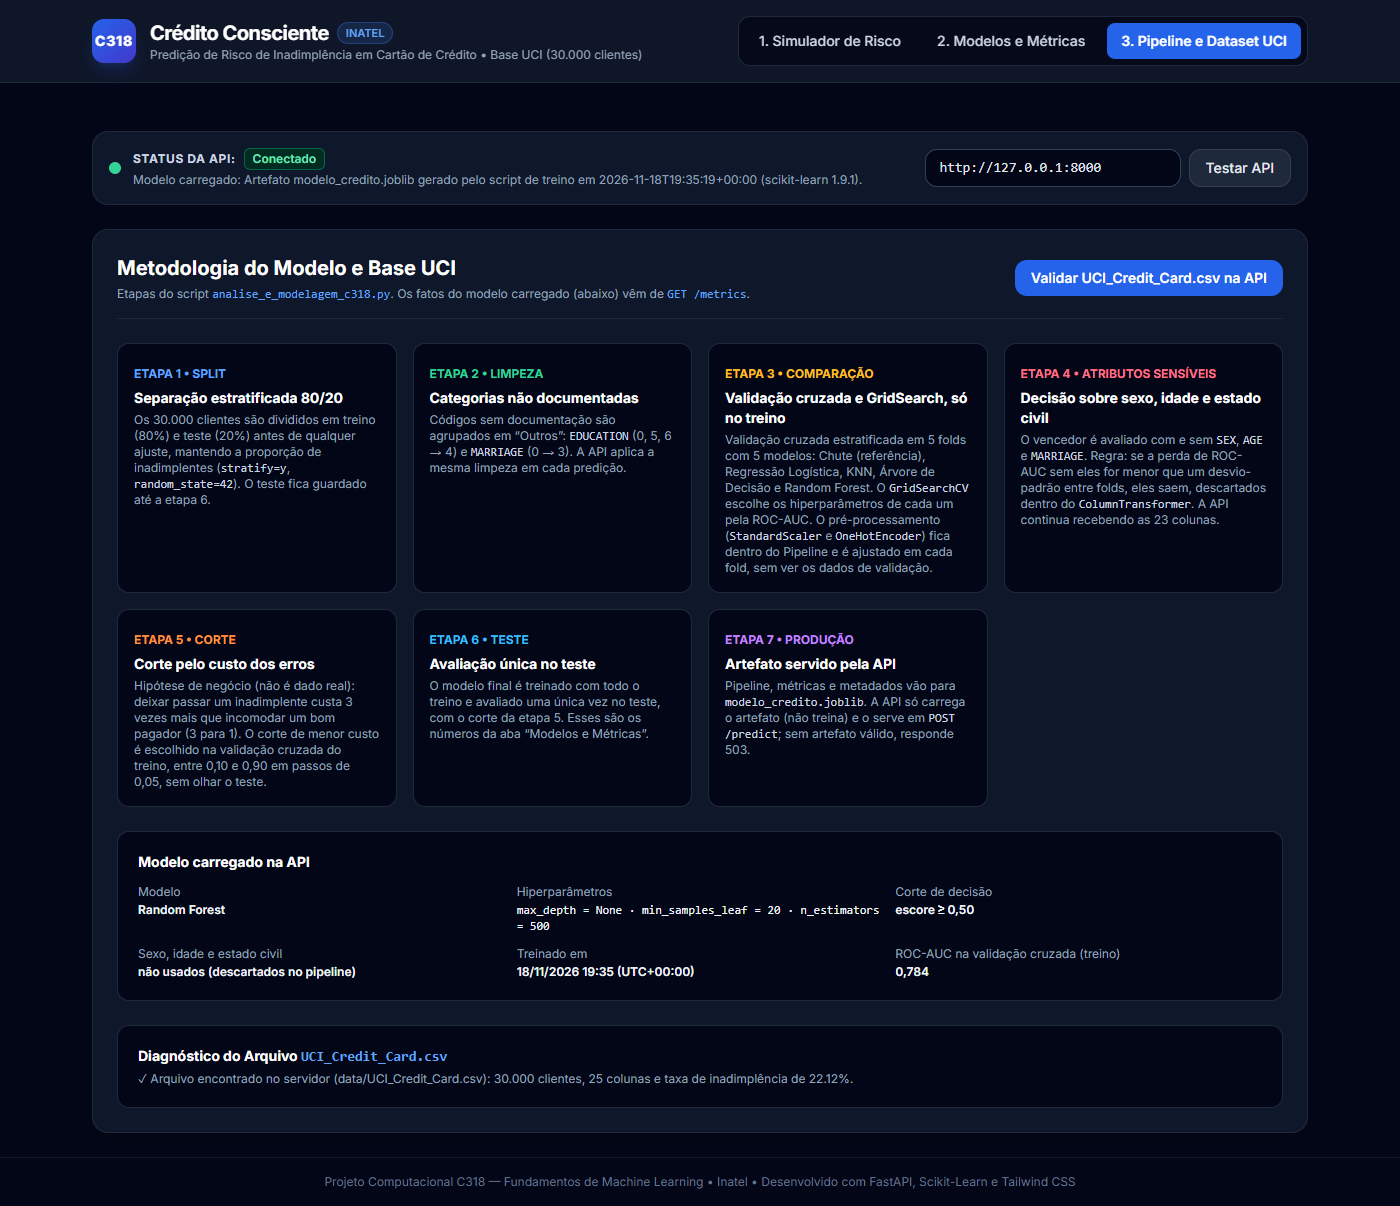 C318
Crédito Consciente INATEL
Predição de Risco de Inadimplência em Cartão de Crédito • Base UCI (30.000 clientes)
1. Simulador de Risco
2. Modelos e Métricas
3. Pipeline e Dataset UCI
STATUS DA API: Conectado
Modelo carregado: Artefato modelo_credito.joblib gerado pelo script de treino em 2026-11-18T19:35:19+00:00 (scikit-learn 1.9.1).
http://127.0.0.1:8000
Testar API
Metodologia do Modelo e Base UCI
Etapas do script analise_e_modelagem_c318.py. Os fatos do modelo carregado (abaixo) vêm de GET /metrics.
Validar UCI_Credit_Card.csv na API
ETAPA 1 • SPLIT
Separação estratificada 80/20
Os 30.000 clientes são divididos em treino
(80%) e teste (20%) antes de qualquer
ajuste, mantendo a proporção de
inadimplentes (stratify=y,
random_state=42). O teste fica guardado
até a etapa 6.
ETAPA 2 • LIMPEZA
Categorias não documentadas
Códigos sem documentação são
agrupados em “Outros”: EDUCATION (0, 5, 6
→ 4) e MARRIAGE (0 → 3). A API aplica a
mesma limpeza em cada predição.
ETAPA 3 • COMPARAÇÃO
Validação cruzada e GridSearch, só
no treino
Validação cruzada estratificada em 5 folds
com 5 modelos: Chute (referência),
Regressão Logística, KNN, Árvore de
Decisão e Random Forest. O GridSearchCV
escolhe os hiperparâmetros de cada um
pela ROC-AUC. O pré-processamento
(StandardScaler e OneHotEncoder) fica
dentro do Pipeline e é ajustado em cada
fold, sem ver os dados de validação.
ETAPA 4 • ATRIBUTOS SENSÍVEIS
Decisão sobre sexo, idade e estado
civil
O vencedor é avaliado com e sem SEX, AGE
e MARRIAGE. Regra: se a perda de ROC-
AUC sem eles for menor que um desvio-
padrão entre folds, eles saem, descartados
dentro do ColumnTransformer. A API
continua recebendo as 23 colunas.
ETAPA 5 • CORTE
Corte pelo custo dos erros
Hipótese de negócio (não é dado real):
deixar passar um inadimplente custa 3
vezes mais que incomodar um bom
pagador (3 para 1). O corte de menor custo
é escolhido na validação cruzada do
treino, entre 0,10 e 0,90 em passos de
0,05, sem olhar o teste.
ETAPA 6 • TESTE
Avaliação única no teste
O modelo final é treinado com todo o
treino e avaliado uma única vez no teste,
com o corte da etapa 5. Esses são os
números da aba “Modelos e Métricas”.
ETAPA 7 • PRODUÇÃO
Artefato servido pela API
Pipeline, métricas e metadados vão para
modelo_credito.joblib. A API só carrega
o artefato (não treina) e o serve em POST
/predict; sem artefato válido, responde
503.
Modelo carregado na API
Modelo
Random Forest
Hiperparâmetros
max_depth = None · min_samples_leaf = 20 · n_estimators
= 500
Corte de decisão
escore ≥ 0,50
Sexo, idade e estado civil
não usados (descartados no pipeline)
Treinado em
18/11/2026 19:35 (UTC+00:00)
ROC-AUC na validação cruzada (treino)
0,784
Diagnóstico do Arquivo UCI_Credit_Card.csv
✓ Arquivo encontrado no servidor (data/UCI_Credit_Card.csv): 30.000 clientes, 25 colunas e taxa de inadimplência de 22.12%.
Projeto Computacional C318 — Fundamentos de Machine Learning • Inatel • Desenvolvido com FastAPI, Scikit-Learn e Tailwind CSS